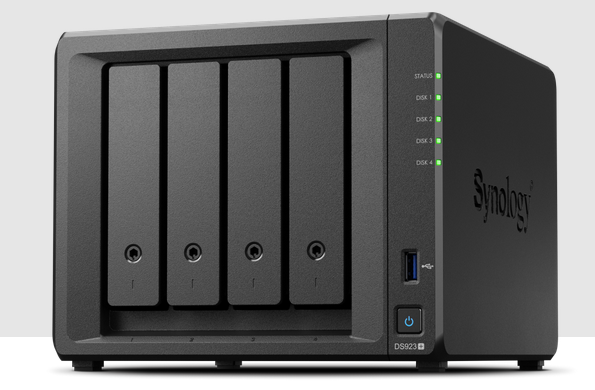 STATUS
DISK 1
DISK 2
DISK 3
DISK 4
Synology
DS923+